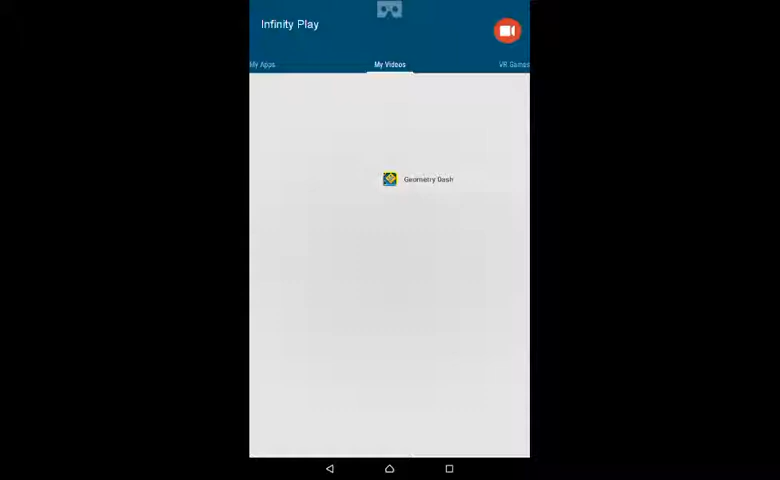 Infinity Play
My Apps
My Videos
VR Games
Geometry Dash